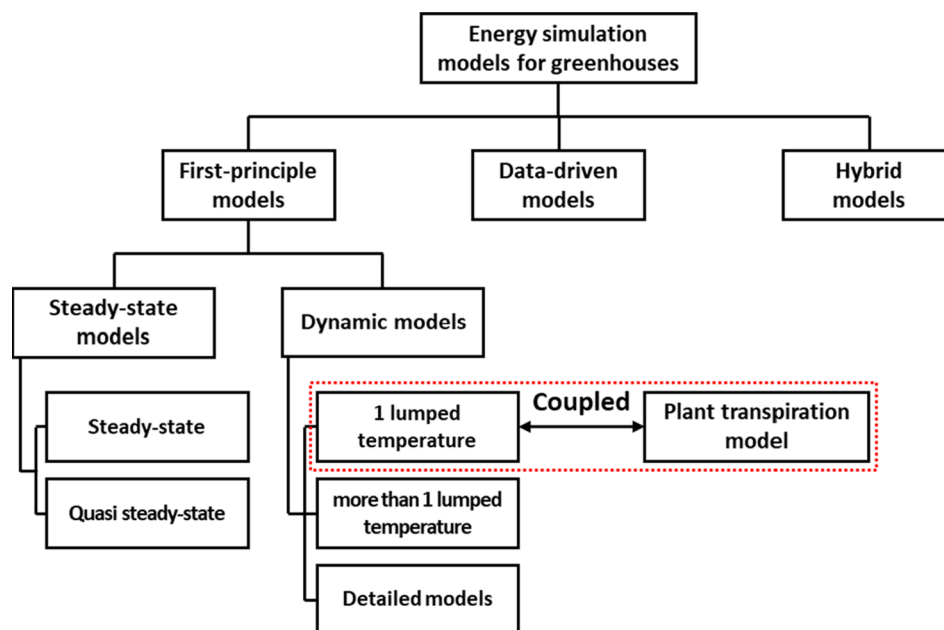 Energy simulation
models for greenhouses
First-principle
models
Data-driven
models
Hybrid
models
Steady-state
models
Dynamic models
Steady-state
Quasi steady-state
1 lumped
temperature
Coupled
Plant transpiration
model
more than 1 lumped
temperature
Detailed models